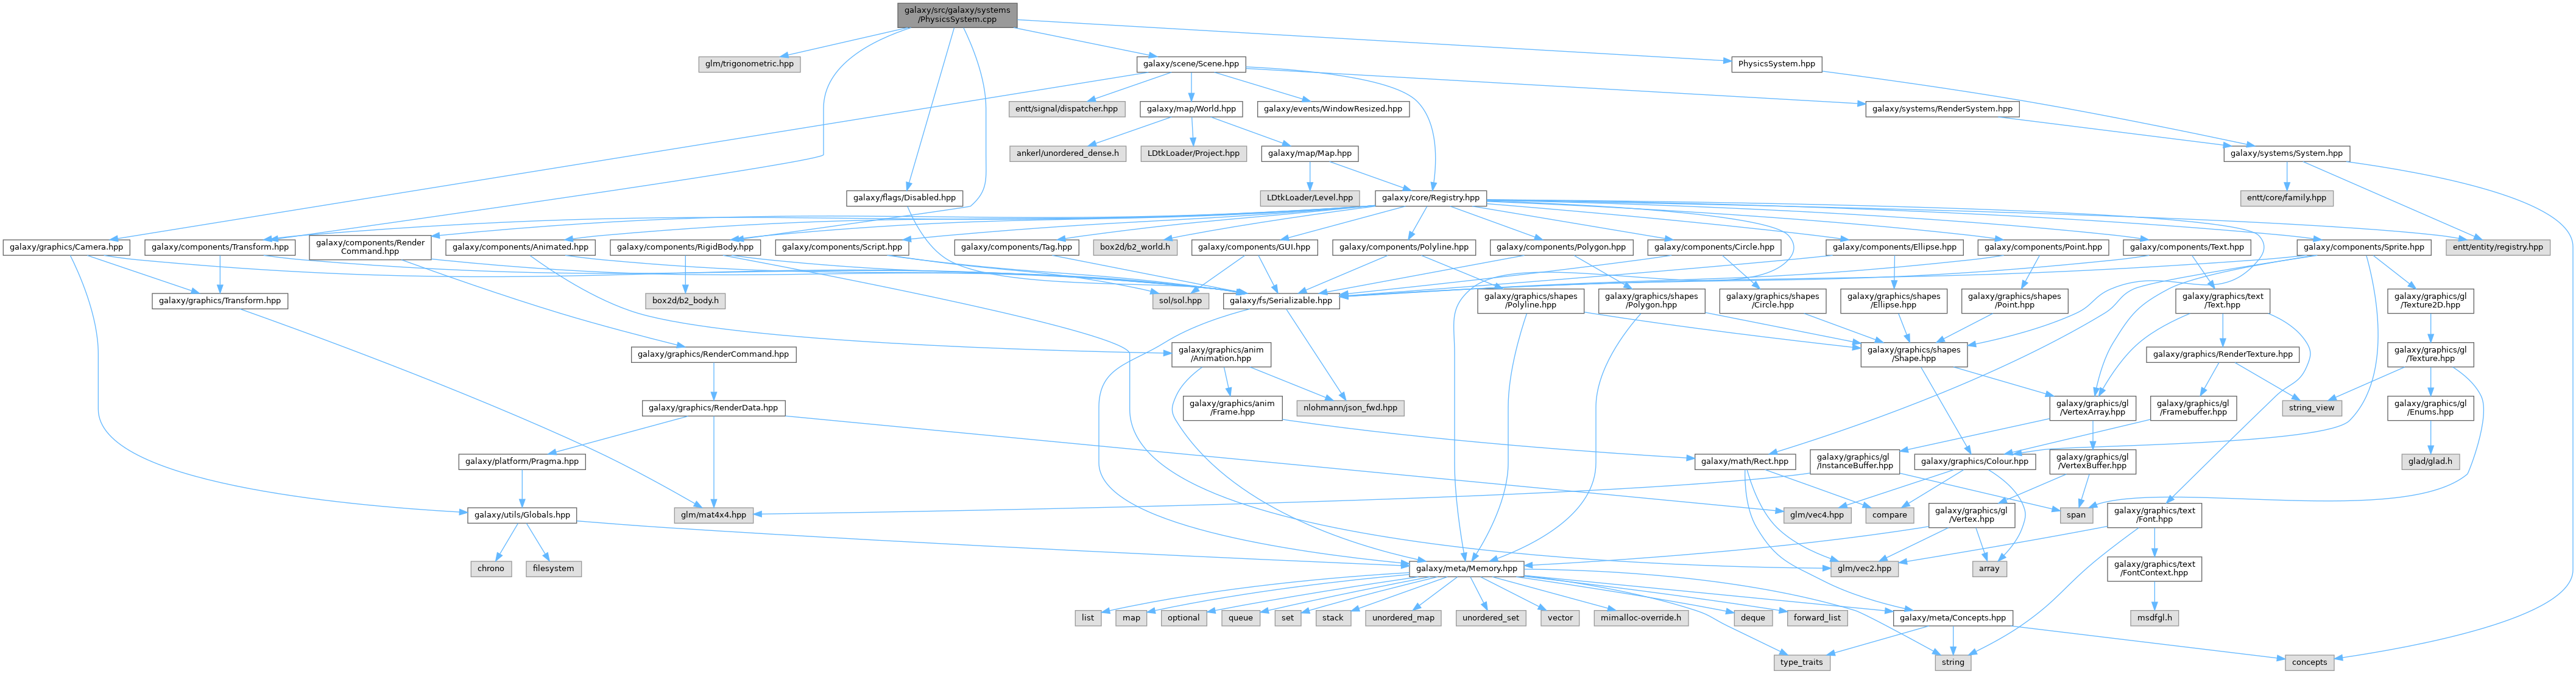 galaxy/src/galaxy/systems
/PhysicsSystem.cpp
glm/trigonometric.hpp
galaxy/scene/Scene.hpp
PhysicsSystem.hpp
entt/signal/dispatcher.hpp
galaxy/map/World.hpp
galaxy/events/WindowResized.hpp
galaxy/systems/RenderSystem.hpp
ankerl/unordered_dense.h
LDtkLoader/Project.hpp
galaxy/map/Map.hpp
galaxy/systems/System.hpp
galaxy/flags/Disabled.hpp
LDtkLoader/Level.hpp
galaxy/core/Registry.hpp
entt/core/family.hpp
galaxy/graphics/Camera.hpp
galaxy/components/Transform.hpp
galaxy/components/Render
Command.hpp
galaxy/components/Animated.hpp
galaxy/components/RigidBody.hpp
galaxy/components/Script.hpp
galaxy/components/Tag.hpp
box2d/b2_world.h
galaxy/components/GUI.hpp
galaxy/components/Polyline.hpp
galaxy/components/Polygon.hpp
galaxy/components/Circle.hpp
galaxy/components/Ellipse.hpp
galaxy/components/Point.hpp
galaxy/components/Text.hpp
galaxy/components/Sprite.hpp
entt/entity/registry.hpp
galaxy/graphics/Transform.hpp
box2d/b2_body.h
sol/sol.hpp
galaxy/fs/Serializable.hpp
galaxy/graphics/shapes
/Polyline.hpp
galaxy/graphics/shapes
/Polygon.hpp
galaxy/graphics/shapes
/Circle.hpp
galaxy/graphics/shapes
/Ellipse.hpp
galaxy/graphics/shapes
/Point.hpp
galaxy/graphics/text
/Text.hpp
galaxy/graphics/gl
/Texture2D.hpp
galaxy/graphics/RenderCommand.hpp
galaxy/graphics/anim
/Animation.hpp
galaxy/graphics/shapes
/Shape.hpp
galaxy/graphics/RenderTexture.hpp
galaxy/graphics/gl
/Texture.hpp
galaxy/graphics/RenderData.hpp
galaxy/graphics/anim
/Frame.hpp
nlohmann/json_fwd.hpp
galaxy/graphics/gl
/VertexArray.hpp
galaxy/graphics/gl
/Framebuffer.hpp
string_view
galaxy/graphics/gl
/Enums.hpp
galaxy/platform/Pragma.hpp
galaxy/math/Rect.hpp
galaxy/graphics/gl
/InstanceBuffer.hpp
galaxy/graphics/Colour.hpp
galaxy/graphics/gl
/VertexBuffer.hpp
glad/glad.h
galaxy/utils/Globals.hpp
glm/mat4x4.hpp
glm/vec4.hpp
compare
galaxy/graphics/gl
/Vertex.hpp
span
galaxy/graphics/text
/Font.hpp
chrono
filesystem
galaxy/meta/Memory.hpp
glm/vec2.hpp
array
galaxy/graphics/text
/FontContext.hpp
list
map
optional
queue
set
stack
unordered_map
unordered_set
vector
mimalloc-override.h
deque
forward_list
galaxy/meta/Concepts.hpp
msdfgl.h
type_traits
string
concepts